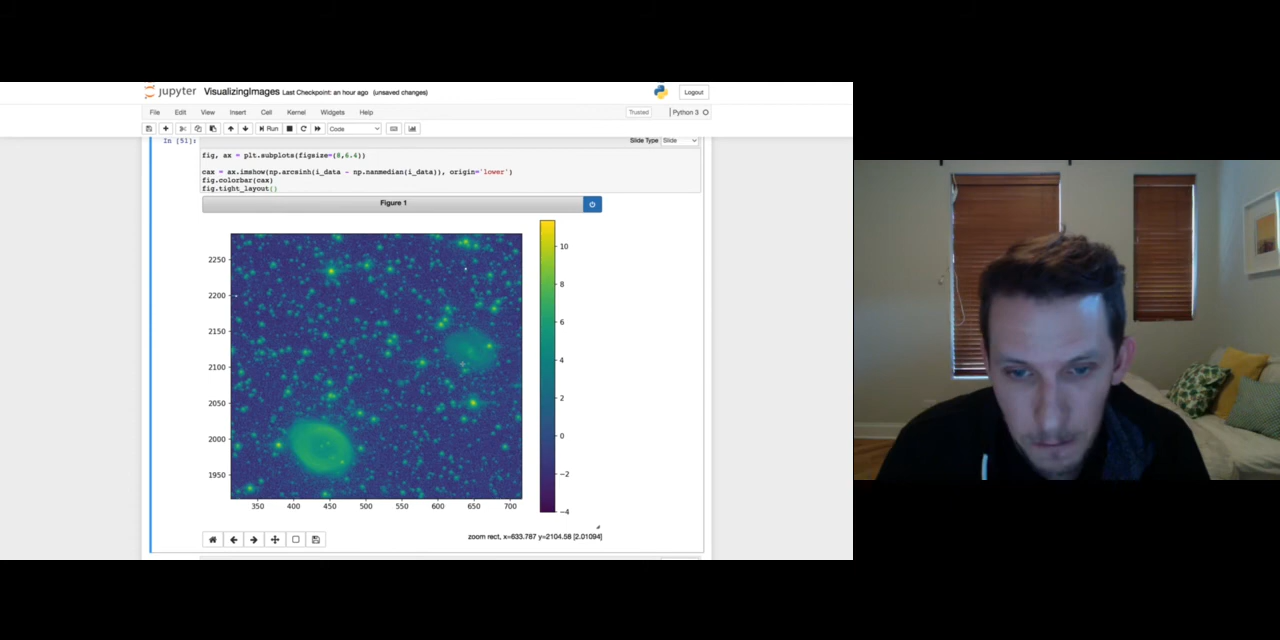 jupyter VisualizingImages Last Checkpoint: an hour ago (unsaved changes)
Logout
File Edit View Insert Cell Kernel Widgets Help
Trusted Python 3
Run Code
In [51]:
Slide Type Slide
fig, ax = plt.subplots(figsize=(8,6.4))
cax = ax.imshow(np.arcsinh(i_data - np.nanmedian(i_data)), origin='lower')
fig.colorbar(cax)
fig.tight_layout()
Figure 1
2250
2200
2150
2100
2050
2000
1950
350 400 450 500 550 600 650 700
10
8
6
4
2
0
−2
−4
zoom rect, x=633.787 y=2104.58 [2.01094]